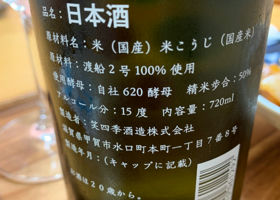 品名：日本酒
原材料名：米（国産）米こうじ（国産米）
原材料：渡船2号100％使用
使用酵母：自社620酵母 精米歩合：50％
アルコール分：15度 内容量：720ml
製造者：笑四季酒造株式会社
滋賀県甲賀市水口町本町一丁目7番8号
製造年月：（キャップに記載）
お酒は20歳から。